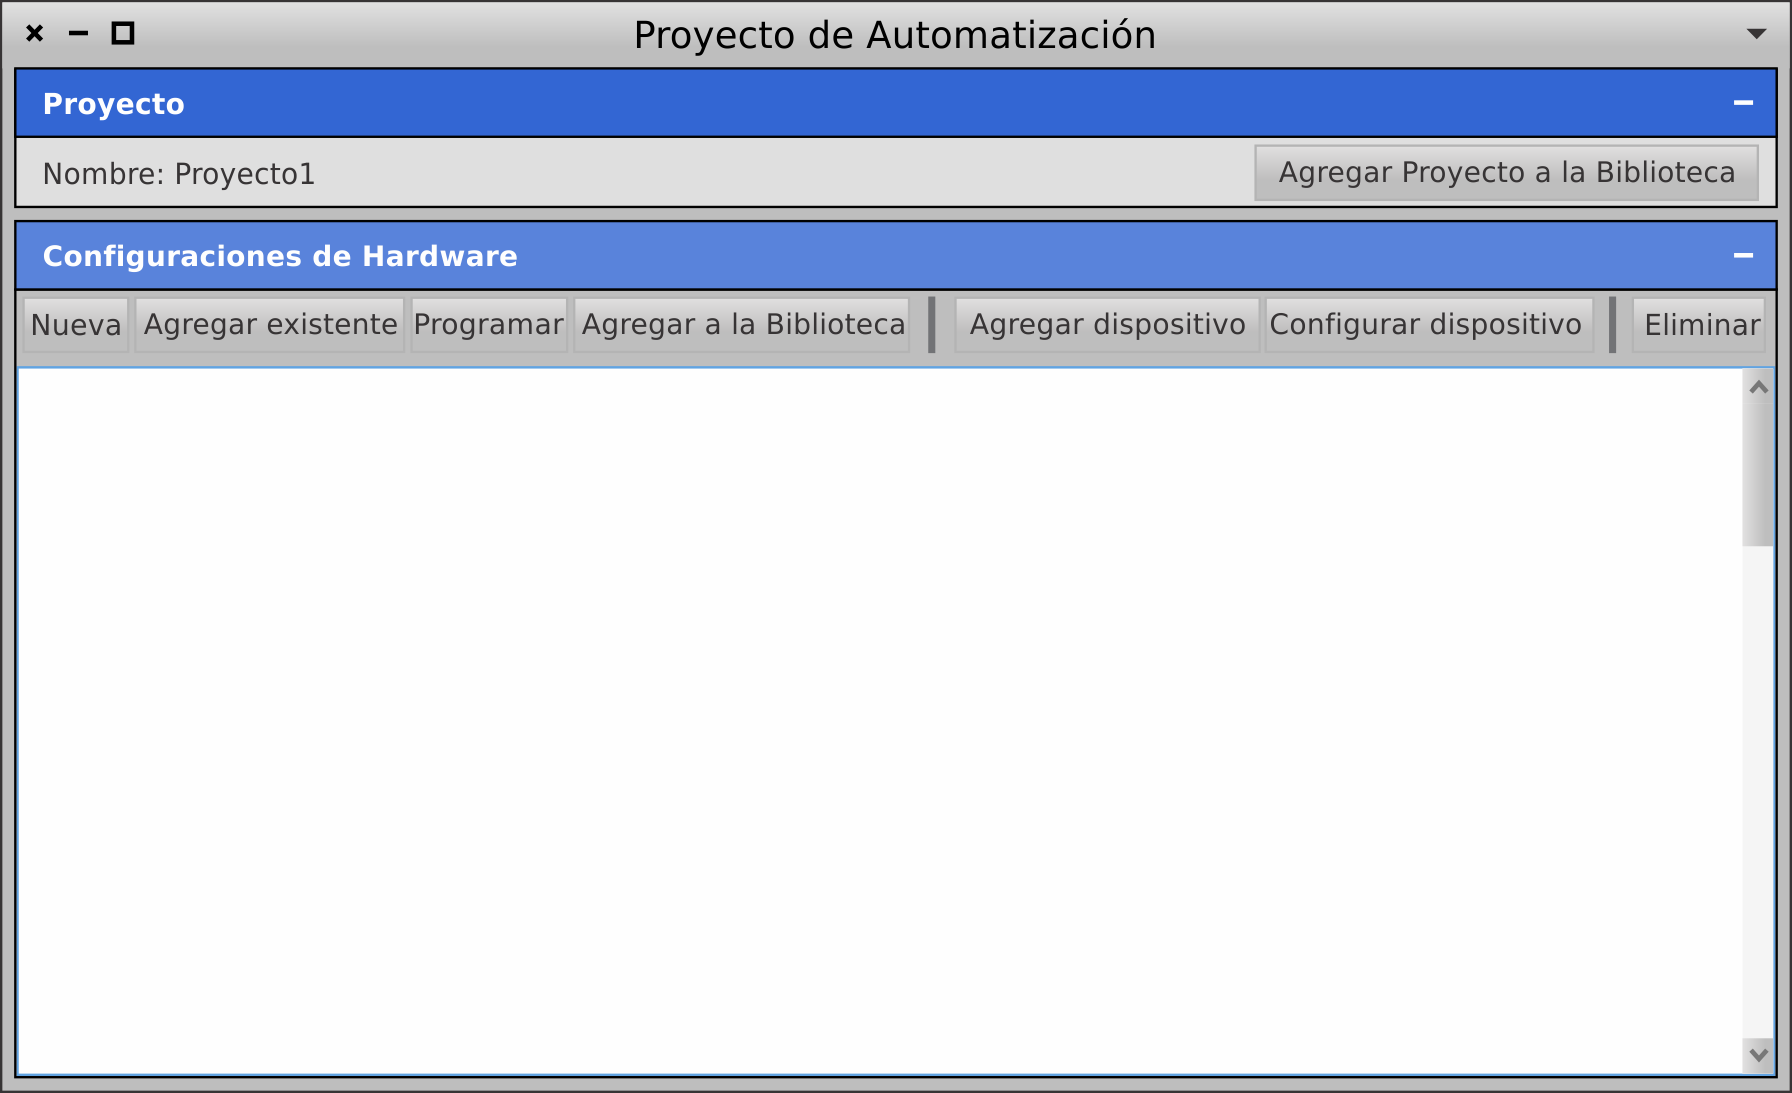 Proyecto de Automatización
Proyecto
Nombre: Proyecto1 Agregar Proyecto a la Biblioteca
Configuraciones de Hardware
Nueva Agregar existente Programar Agregar a la Biblioteca Agregar dispositivo Configurar dispositivo Eliminar